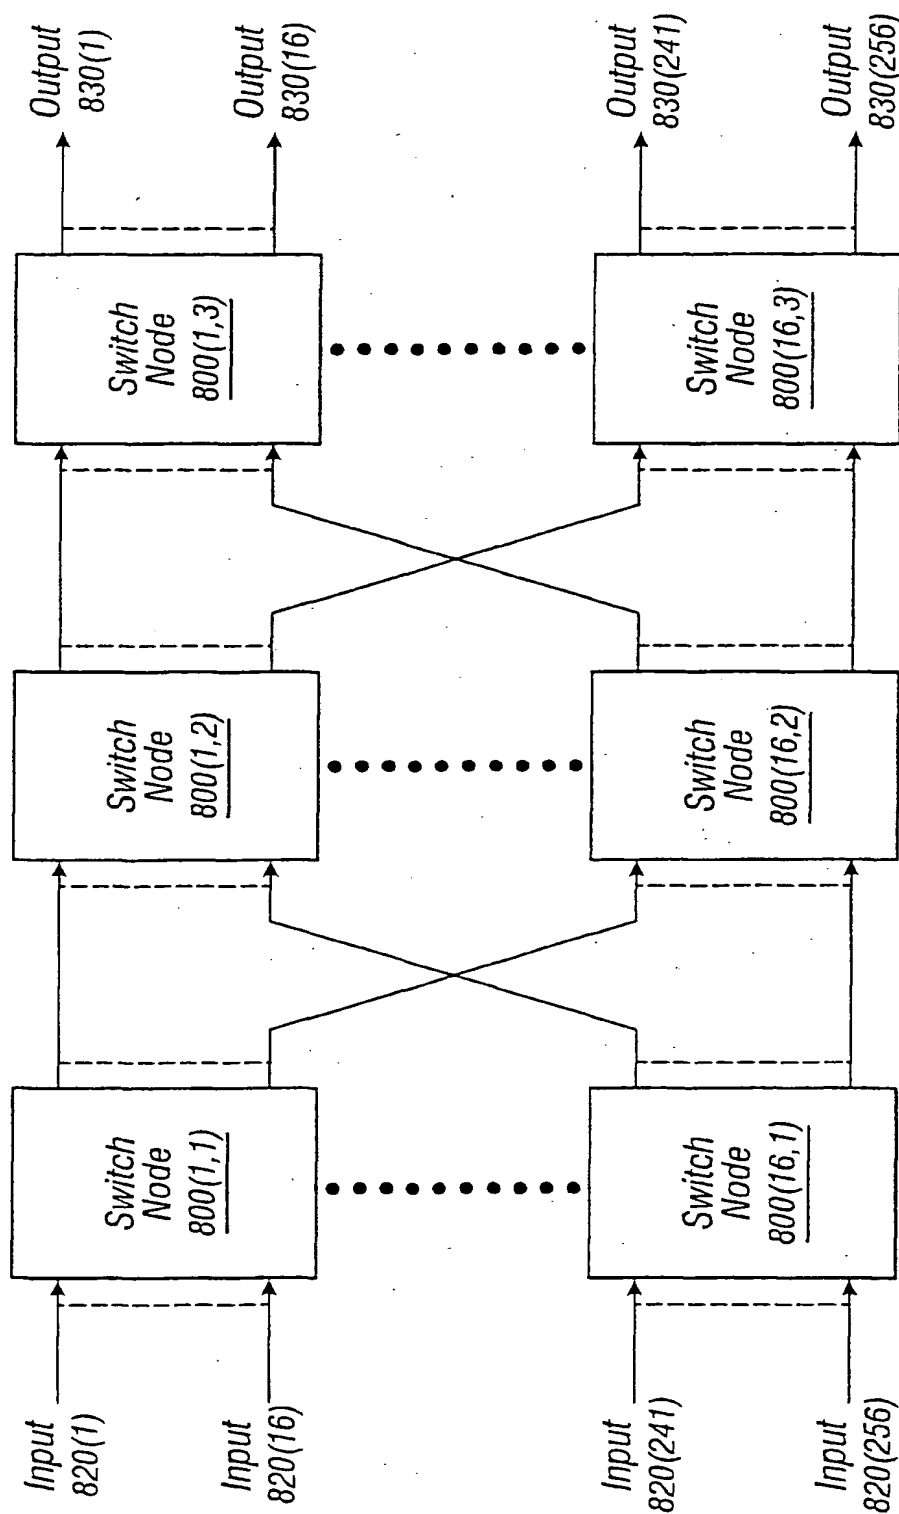 Input
820(1)
Input
820(16)
Input
820(241)
Input
820(256)
Switch
Node
800(1,1)
Switch
Node
800(16,1)
Switch
Node
800(1,2)
Switch
Node
800(16,2)
Switch
Node
800(1,3)
Switch
Node
800(16,3)
Output
830(1)
Output
830(16)
Output
830(241)
Output
830(256)